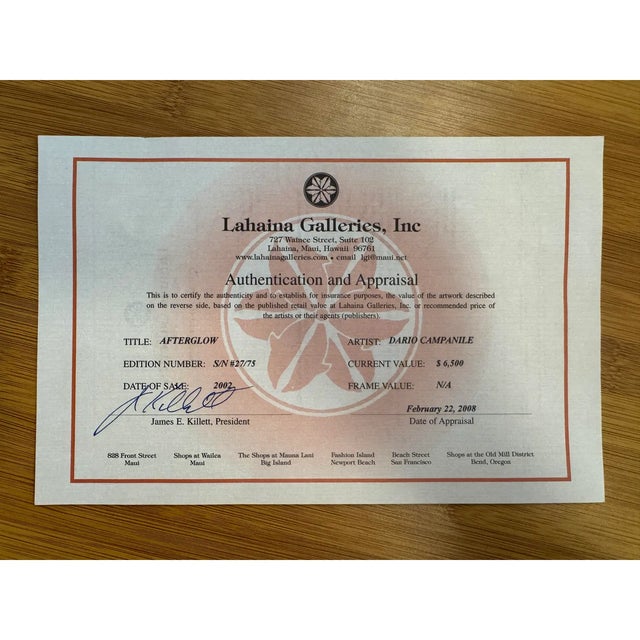 Lahaina Galleries, Inc
727 Wainee Street, Suite 102
Lahaina, Maui, Hawaii 96761
www.lahainagalleries.com • email lgi@maui.net
Authentication and Appraisal
This is to certify the authenticity and to establish for insurance purposes, the value of the artwork described
on the reverse side, based on the published retail value at Lahaina Galleries, Inc. or recommended price of
the artists or their agents (publishers).
TITLE: AFTERGLOW ARTIST: DARIO CAMPANILE
EDITION NUMBER: S/N #27/75 CURRENT VALUE: $ 6,500
DATE OF SALE: 2002 FRAME VALUE: N/A
February 22, 2008
James E. Killett, President Date of Appraisal
828 Front Street Shops at Wailea The Shops at Mauna Lani Fashion Island Beach Street Shops at the Old Mill District
Maui Maui Big Island Newport Beach San Francisco Bend, Oregon